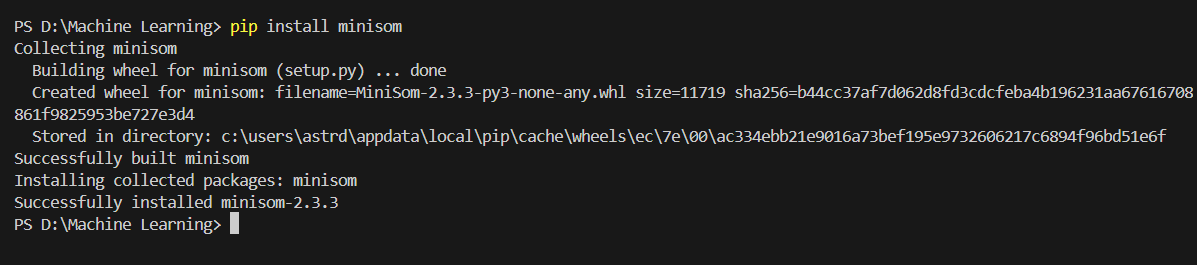 PS D:\Machine Learning> pip install minisom
Collecting minisom
  Building wheel for minisom (setup.py) ... done
  Created wheel for minisom: filename=MiniSom-2.3.3-py3-none-any.whl size=11719 sha256=b44cc37af7d062d8fd3cdcfeba4b196231aa67616708
861f9825953be727e3d4
  Stored in directory: c:\users\astrd\appdata\local\pip\cache\wheels\ec\7e\00\ac334ebb21e9016a73bef195e9732606217c6894f96bd51e6f
Successfully built minisom
Installing collected packages: minisom
Successfully installed minisom-2.3.3
PS D:\Machine Learning>